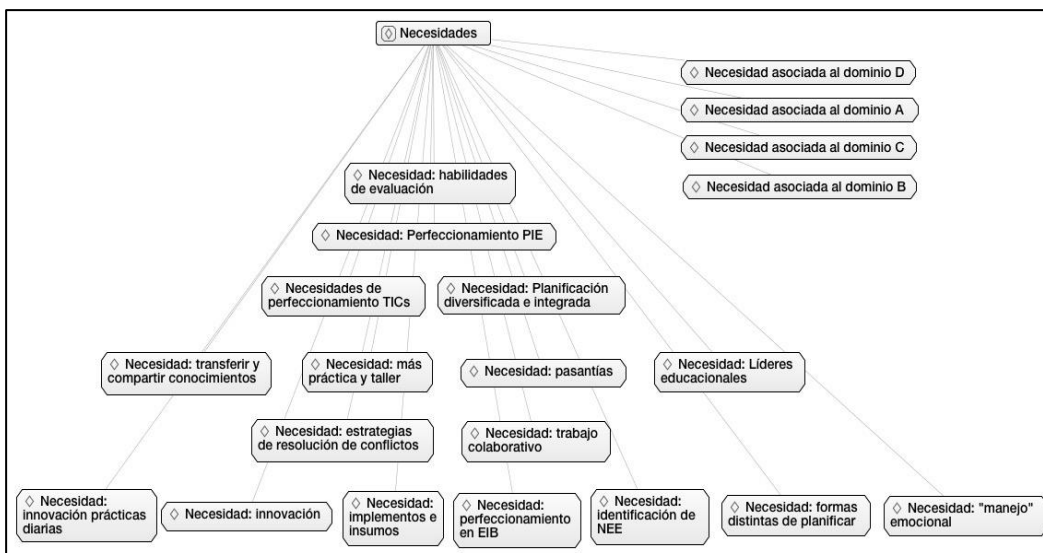 Necesidades
Necesidad asociada al dominio D
Necesidad asociada al dominio A
Necesidad asociada al dominio C
Necesidad asociada al dominio B
Necesidad: habilidades
de evaluación
Necesidad: Perfeccionamiento PIE
Necesidades de
perfeccionamiento TICs
Necesidad: Planificación
diversificada e integrada
Necesidad: transferir y
compartir conocimientos
Necesidad: más
práctica y taller
Necesidad: pasantías
Necesidad: Líderes
educacionales
Necesidad: estrategias
de resolución de conflictos
Necesidad: trabajo
colaborativo
Necesidad:
innovación prácticas
diarias
Necesidad: innovación
Necesidad:
implementos e
insumos
Necesidad:
perfeccionamiento
en EIB
Necesidad:
identificación de
NEE
Necesidad: formas
distintas de planificar
Necesidad: "manejo"
emocional